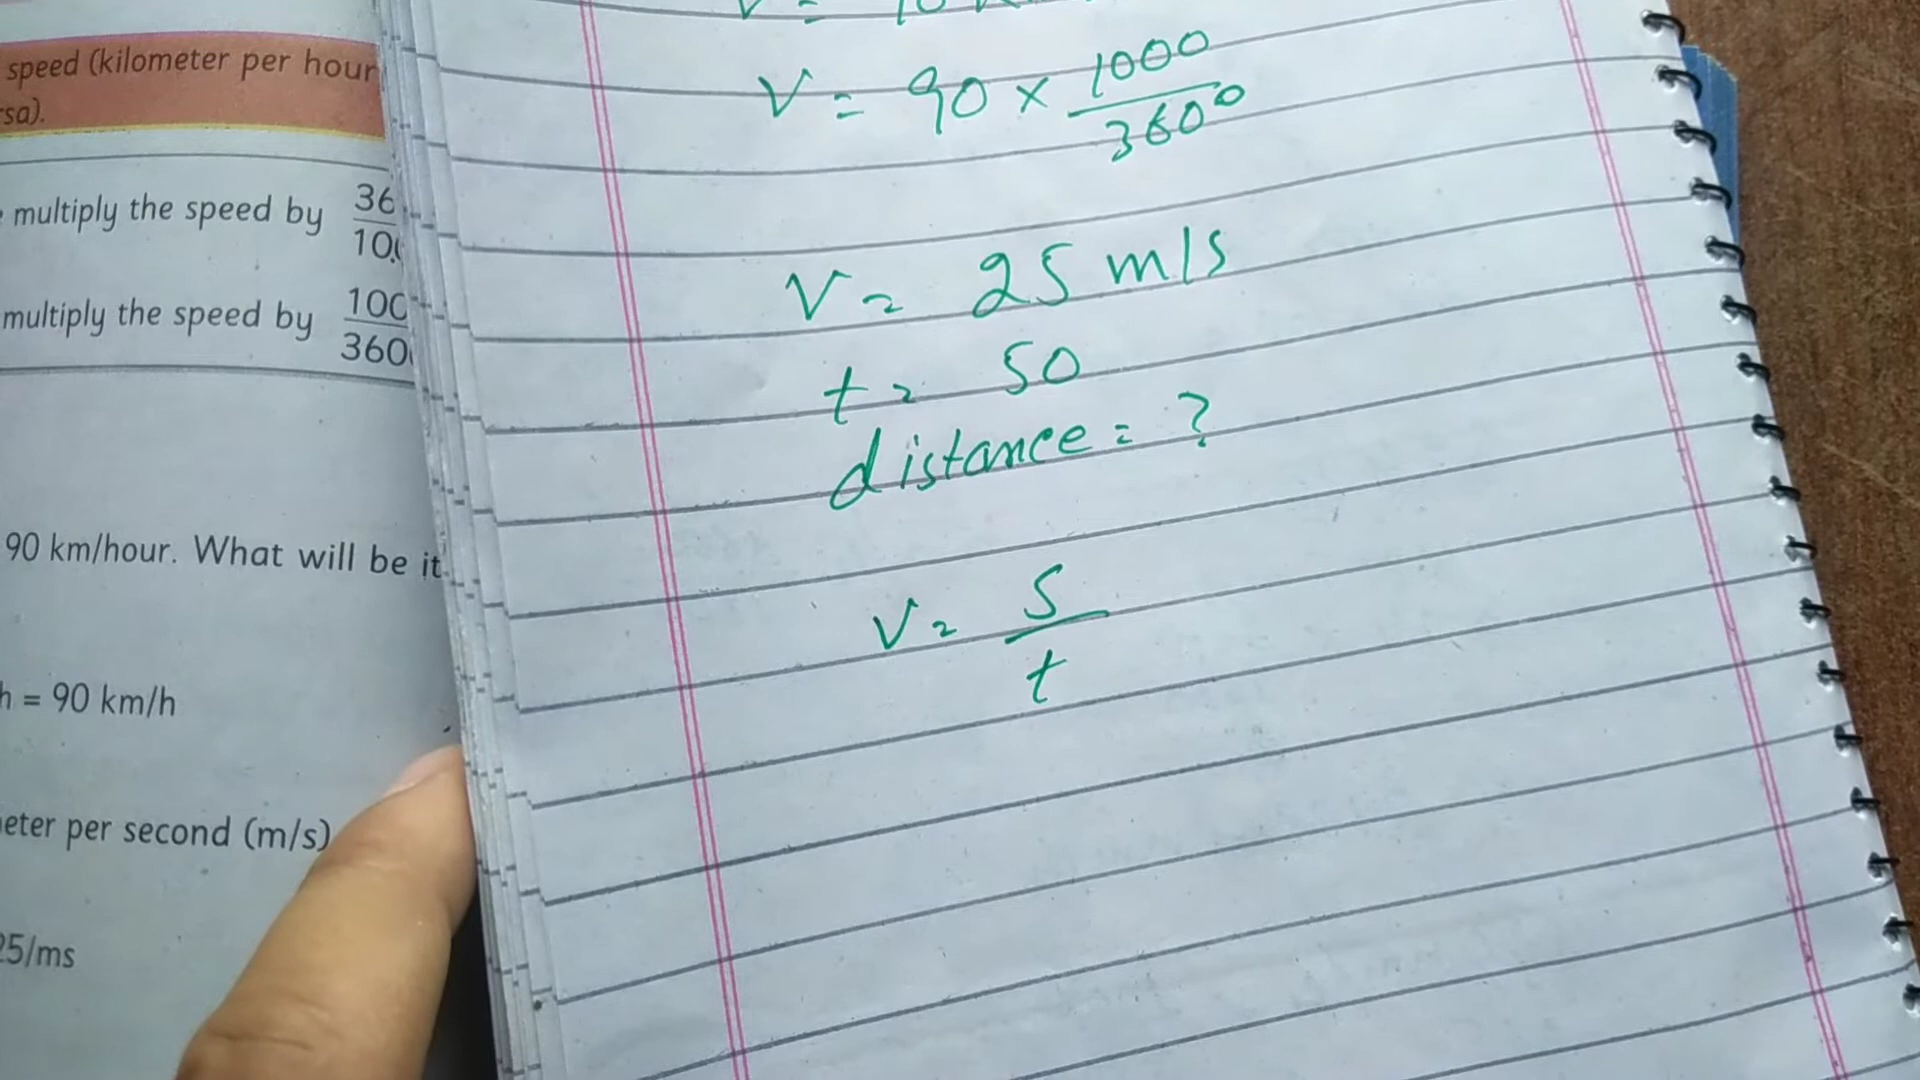 speed (kilometer per hour
rsa).
multiply the speed by 36
10
multiply the speed by 100
360
90 km/hour. What will be it
h = 90 km/h
eter per second (m/s)
25/ms
V = 90 × 1000/3600
V = 25 m/s
t = 50
distance = ?
V = S/t